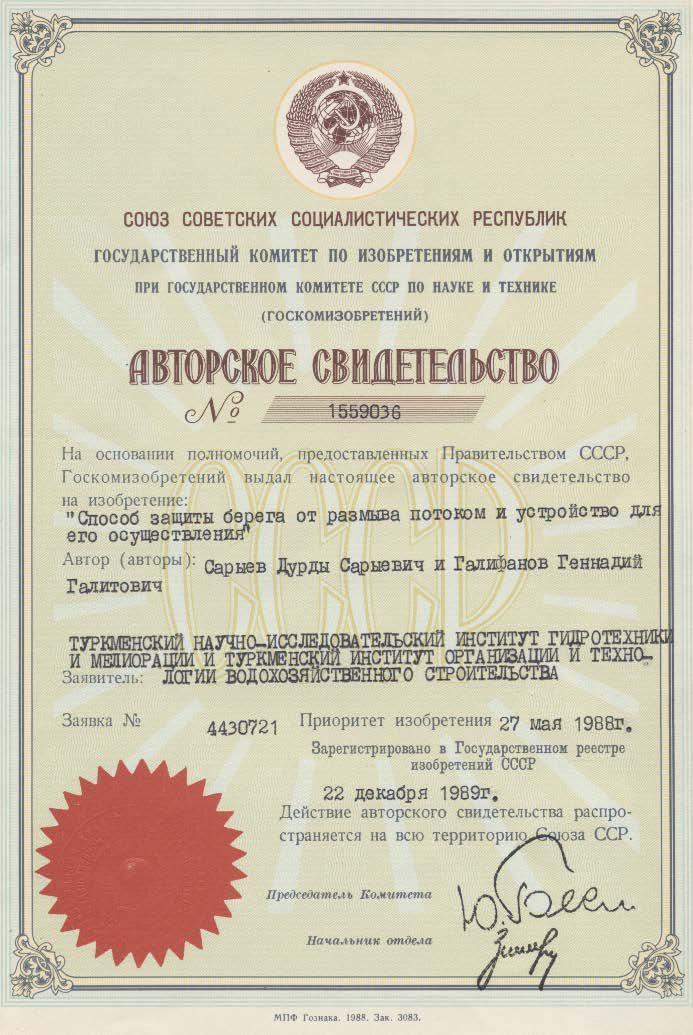 СОЮЗ СОВЕТСКИХ СОЦИАЛИСТИЧЕСКИХ РЕСПУБЛИК
ГОСУДАРСТВЕННЫЙ КОМИТЕТ ПО ИЗОБРЕТЕНИЯМ И ОТКРЫТИЯМ
ПРИ ГОСУДАРСТВЕННОМ КОМИТЕТЕ СССР ПО НАУКЕ И ТЕХНИКЕ
(ГОСКОМИЗОБРЕТЕНИЙ)
АВТОРСКОЕ СВИДЕТЕЛЬСТВО
№ 1559036
На основании полномочий, предоставленных Правительством СССР,
Госкомизобретений выдал настоящее авторское свидетельство
на изобретение:
"Способ защиты берега от размыва потоком и устройство для
его осуществления"
Автор (авторы): Сарыев Дурды Сарыевич и Галифанов Геннадий
Галитович
ТУРКМЕНСКИЙ НАУЧНО-ИССЛЕДОВАТЕЛЬСКИЙ ИНСТИТУТ ГИДРОТЕХНИКИ
И МЕЛИОРАЦИИ И ТУРКМЕНСКИЙ ИНСТИТУТ ОРГАНИЗАЦИИ И ТЕХНО-
Заявитель: ЛОГИИ ВОДОХОЗЯЙСТВЕННОГО СТРОИТЕЛЬСТВА
Заявка № 4430721 Приоритет изобретения 27 мая 1988г.
Зарегистрировано в Государственном реестре
изобретений СССР
22 декабря 1989г.
Действие авторского свидетельства распро-
страняется на всю территорию Союза ССР.
Председатель Комитета
Начальник отдела
МПФ Гознака. 1988. Зак. 3083.